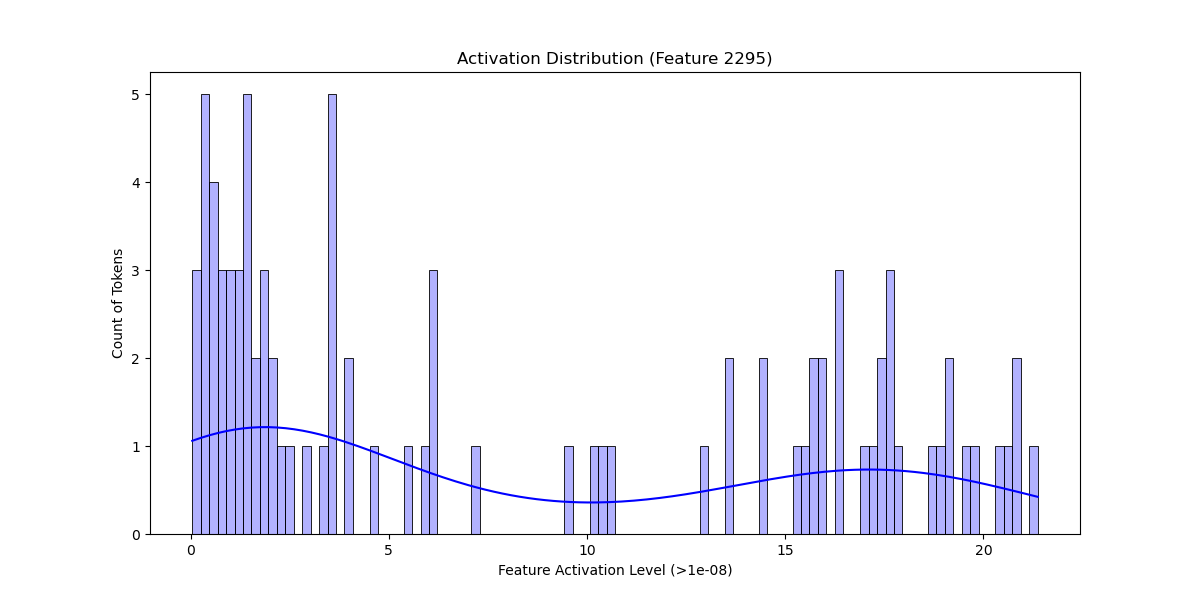 Activation Distribution (Feature 2295)
5
4
3
2
1
0
Count of Tokens
0 5 10 15 20
Feature Activation Level (>1e-08)